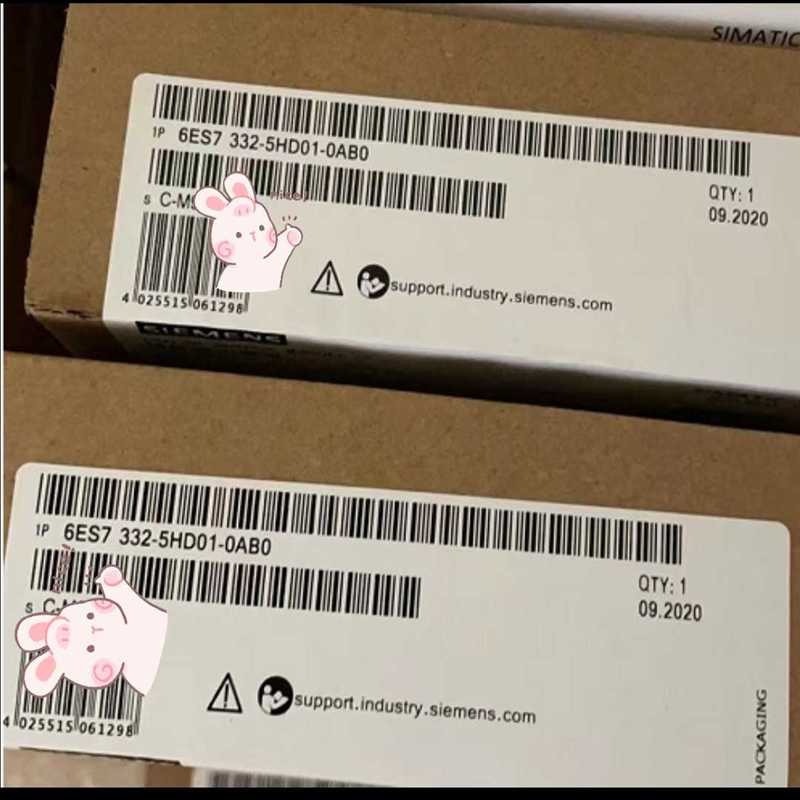 SIMATIC
1P 6ES7 332-5HD01-0AB0
QTY: 1
09.2020
S C-M
support.industry.siemens.com
4 025515 061298
SIEMENS
1P 6ES7 332-5HD01-0AB0
QTY: 1
09.2020
S C-
support.industry.siemens.com
4 025515 061298
PACKAGING